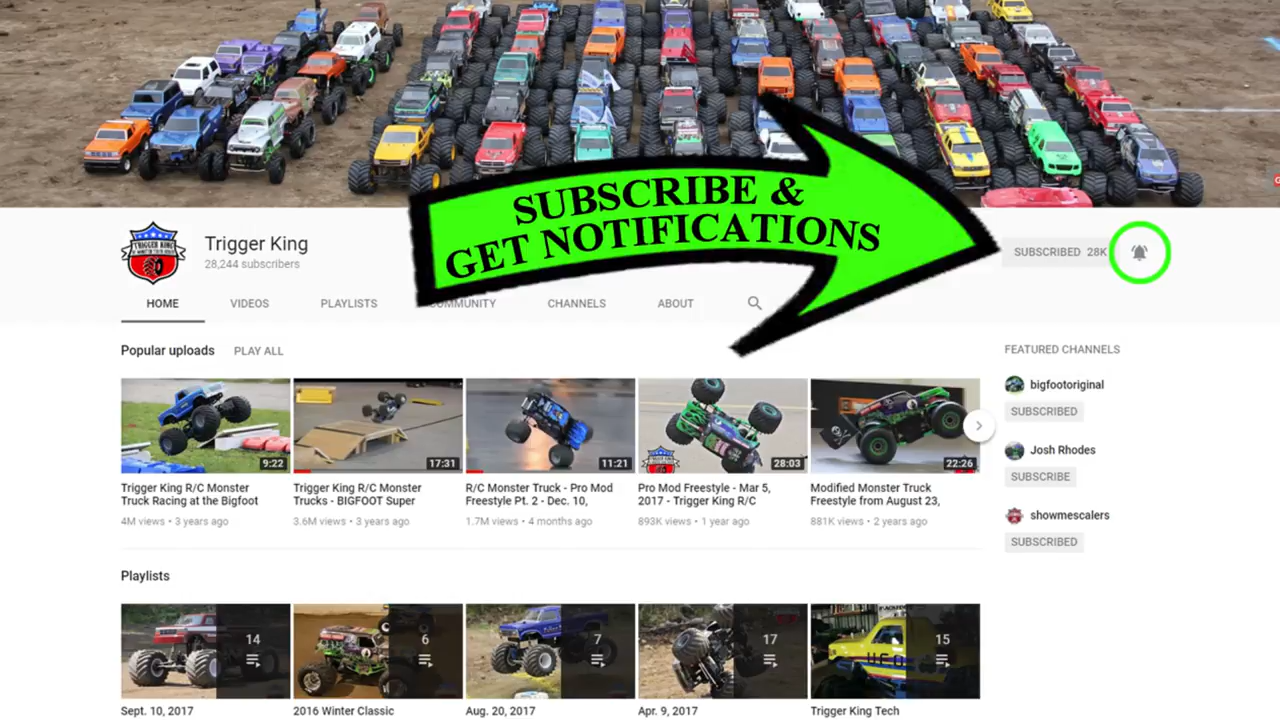 SUBSCRIBE &
GET NOTIFICATIONS
TRIGGER KING
Trigger King
28,244 subscribers
SUBSCRIBED 28K
HOME
VIDEOS
PLAYLISTS
OMMUNITY
CHANNELS
ABOUT
Popular uploads
PLAY ALL
9:22
17:31
11:21
28:03
22:26
Trigger King R/C Monster
Truck Racing at the Bigfoot
4M views • 3 years ago
Trigger King R/C Monster
Trucks - BIGFOOT Super
3.6M views • 3 years ago
R/C Monster Truck - Pro Mod
Freestyle Pt. 2 - Dec. 10,
1.7M views • 4 months ago
Pro Mod Freestyle - Mar 5,
2017 - Trigger King R/C
893K views • 1 year ago
Modified Monster Truck
Freestyle from August 23,
881K views • 2 years ago
FEATURED CHANNELS
bigfootoriginal
SUBSCRIBED
Josh Rhodes
SUBSCRIBE
showmescalers
SUBSCRIBED
Playlists
14
6
7
17
15
UFO
Sept. 10, 2017
2016 Winter Classic
Aug. 20, 2017
Apr. 9, 2017
Trigger King Tech